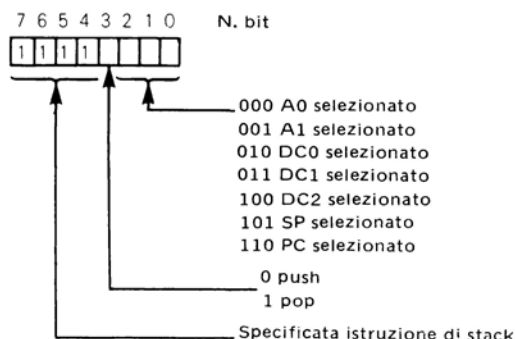 7 6 5 4 3 2 1 0 N. bit
1 1 1 1
000 A0 selezionato
001 A1 selezionato
010 DC0 selezionato
011 DC1 selezionato
100 DC2 selezionato
101 SP selezionato
110 PC selezionato
0 push
1 pop
Specificata istruzione di stack